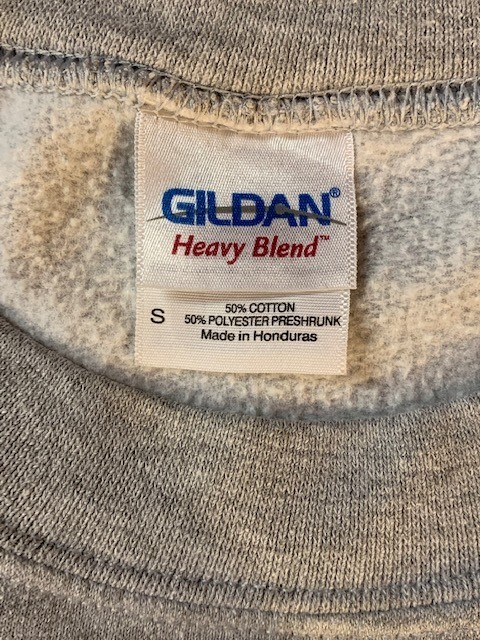 GILDAN®
Heavy Blend™
S
50% COTTON
50% POLYESTER PRESHRUNK
Made in Honduras